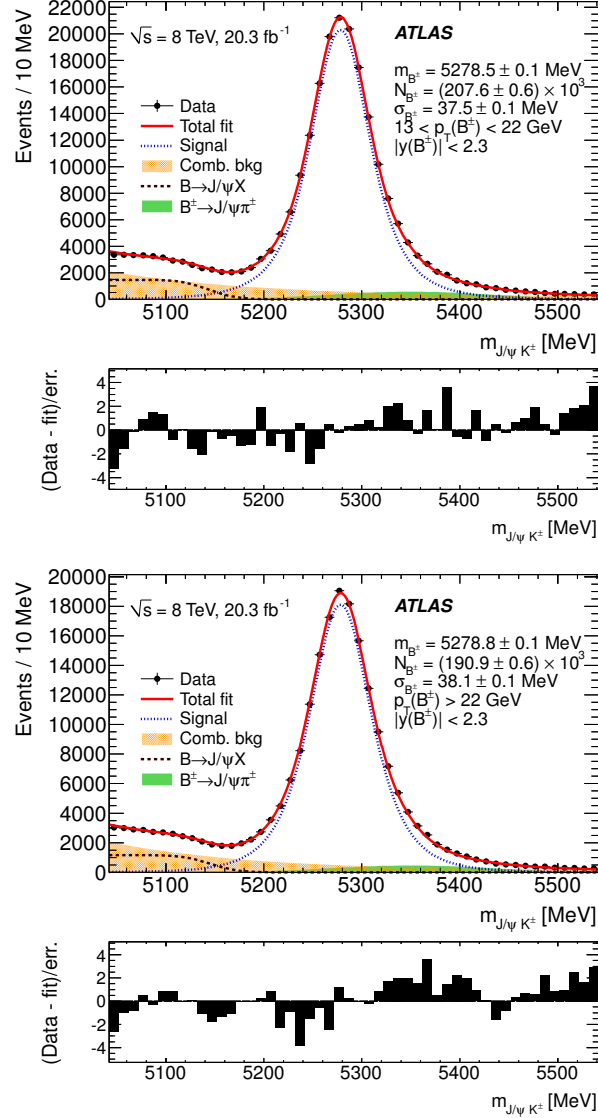 22000
20000
18000
16000
14000
12000
10000
8000
6000
4000
2000
0
Events / 10 MeV
√s = 8 TeV, 20.3 fb⁻¹
ATLAS
m_B± = 5278.5 ± 0.1 MeV
N_B± = (207.6 ± 0.6) × 10³
σ_B± = 37.5 ± 0.1 MeV
13 < p_T(B±) < 22 GeV
|y(B±)| < 2.3
Data
Total fit
Signal
Comb. bkg
B→J/ψX
B±→J/ψπ±
5100 5200 5300 5400 5500
m_J/ψ K± [MeV]
(Data - fit)/err.
4
2
0
-2
-4
5100 5200 5300 5400 5500
m_J/ψ K± [MeV]
20000
18000
16000
14000
12000
10000
8000
6000
4000
2000
0
Events / 10 MeV
√s = 8 TeV, 20.3 fb⁻¹
ATLAS
m_B± = 5278.8 ± 0.1 MeV
N_B± = (190.9 ± 0.6) × 10³
σ_B± = 38.1 ± 0.1 MeV
p_T(B±) > 22 GeV
|y(B±)| < 2.3
Data
Total fit
Signal
Comb. bkg
B→J/ψX
B±→J/ψπ±
5100 5200 5300 5400 5500
m_J/ψ K± [MeV]
(Data - fit)/err.
4
2
0
-2
-4
5100 5200 5300 5400 5500
m_J/ψ K± [MeV]